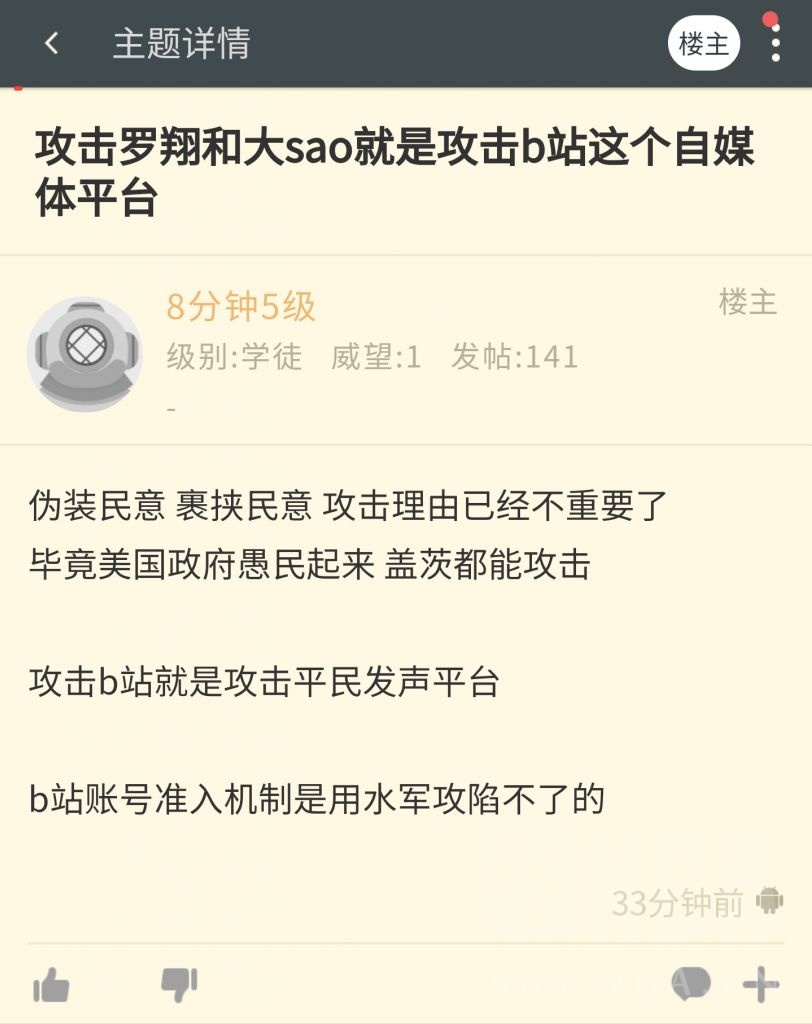 主题详情
楼主
攻击罗翔和大sao就是攻击b站这个自媒
体平台
8分钟5级
楼主
级别:学徒 威望:1 发帖:141
-
伪装民意 裹挟民意 攻击理由已经不重要了
毕竟美国政府愚民起来 盖茨都能攻击
攻击b站就是攻击平民发声平台
b站账号准入机制是用水军攻陷不了的
33分钟前
BBS.NGA.CN